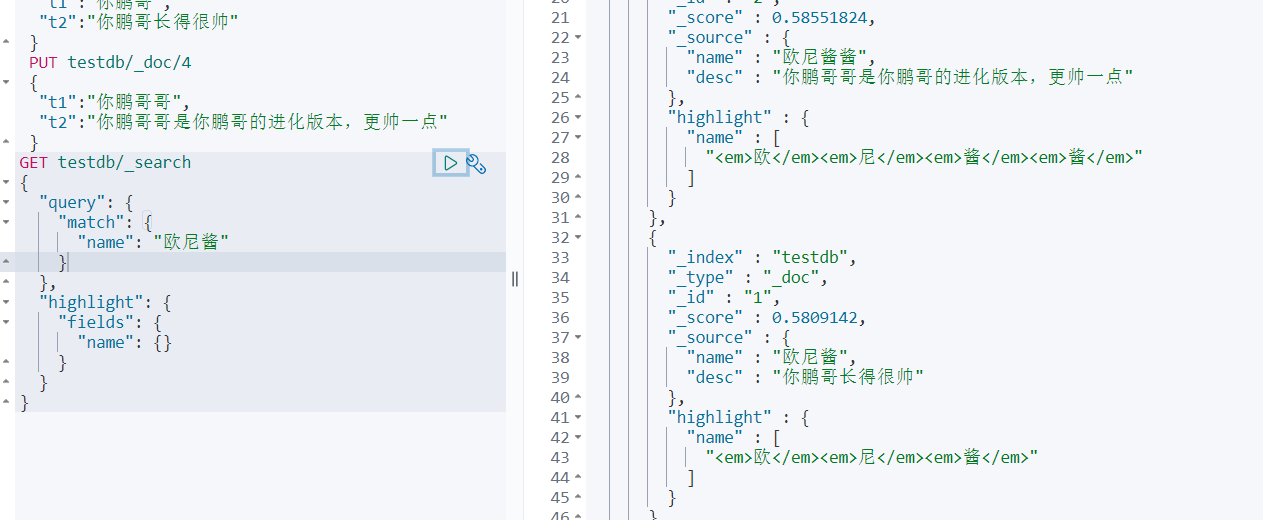 "t1":"你鹏哥",
"t2":"你鹏哥长得很帅"
}
PUT testdb/_doc/4
{
"t1":"你鹏哥哥",
"t2":"你鹏哥哥是你鹏哥的进化版本，更帅一点"
}
GET testdb/_search
{
"query": {
"match": {
"name": "欧尼酱"
}
},
"highlight": {
"fields": {
"name": {}
}
}
}
21 "_score" : 0.58551824,
22 "_source" : {
23 "name" : "欧尼酱酱",
24 "desc" : "你鹏哥哥是你鹏哥的进化版本，更帅一点"
25 },
26 "highlight" : {
27 "name" : [
28 "<em>欧</em><em>尼</em><em>酱</em><em>酱</em>"
29 ]
30 }
31 },
32 {
33 "_index" : "testdb",
34 "_type" : "_doc",
35 "_id" : "1",
36 "_score" : 0.5809142,
37 "_source" : {
38 "name" : "欧尼酱",
39 "desc" : "你鹏哥长得很帅"
40 },
41 "highlight" : {
42 "name" : [
43 "<em>欧</em><em>尼</em><em>酱</em>"
44 ]
45 }
46 }